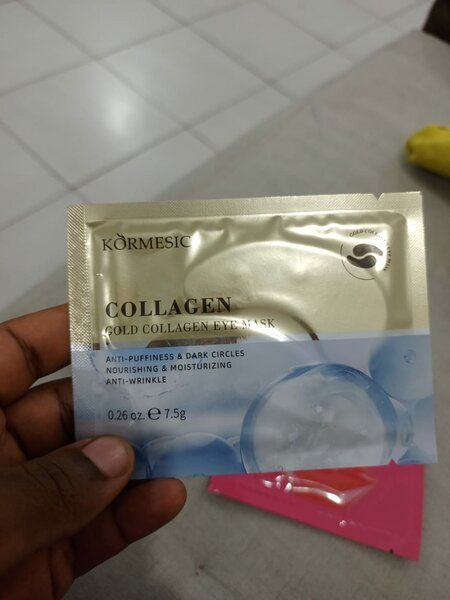 KORMESIC
COLLAGEN
GOLD COLLAGEN EYE MASK
ANTI-PUFFINESS & DARK CIRCLES
NOURISHING & MOISTURIZING
ANTI-WRINKLE
0.26 oz. ℮ 7.5g